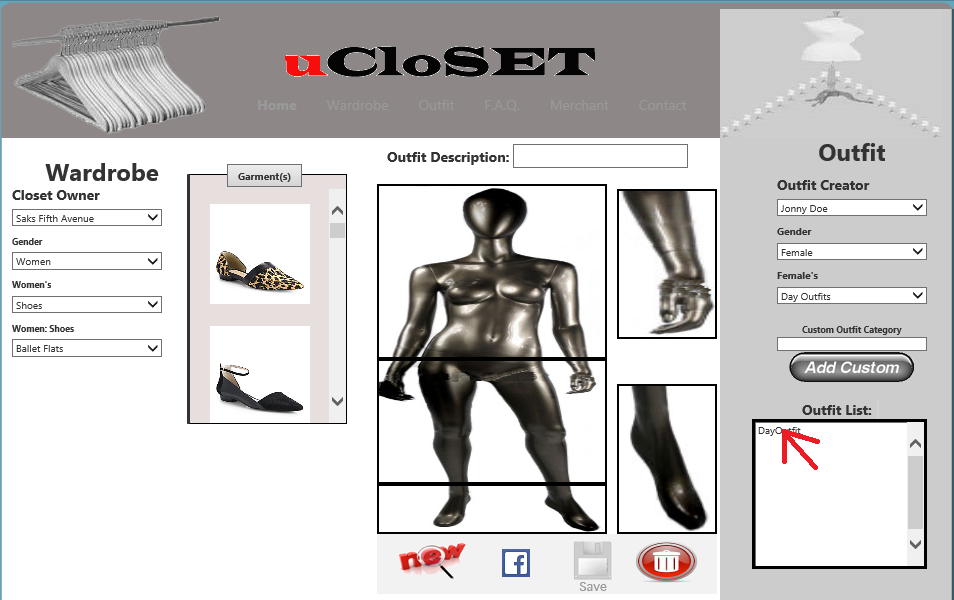 uCloSET
Home Wardrobe Outfit F.A.Q. Merchant Contact
Wardrobe
Closet Owner
Saks Fifth Avenue
Gender
Women
Women's
Shoes
Women: Shoes
Ballet Flats
Garment(s)
Outfit Description:
new
f
Save
Outfit
Outfit Creator
Jonny Doe
Gender
Female
Female's
Day Outfits
Custom Outfit Category
Add Custom
Outfit List:
DayOutfit